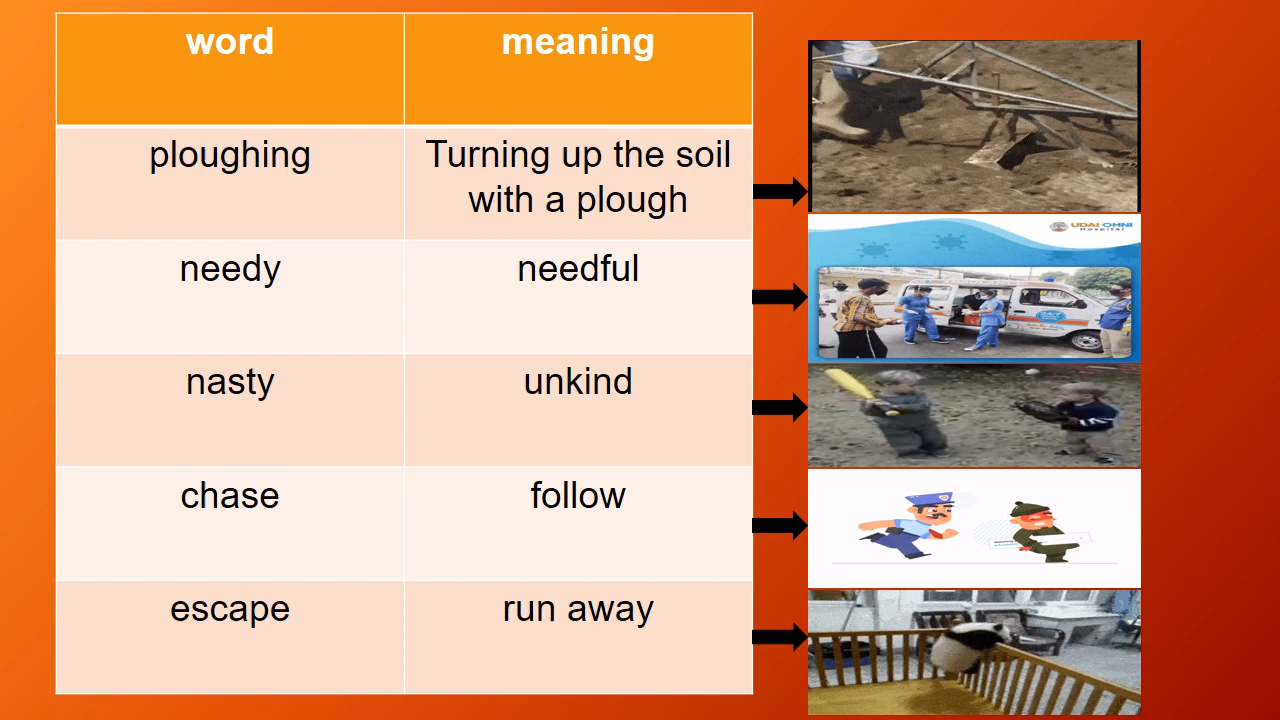 word
meaning
ploughing
Turning up the soil
with a plough
needy
needful
nasty
unkind
chase
follow
escape
run away
UDAI OMNI
Hospital